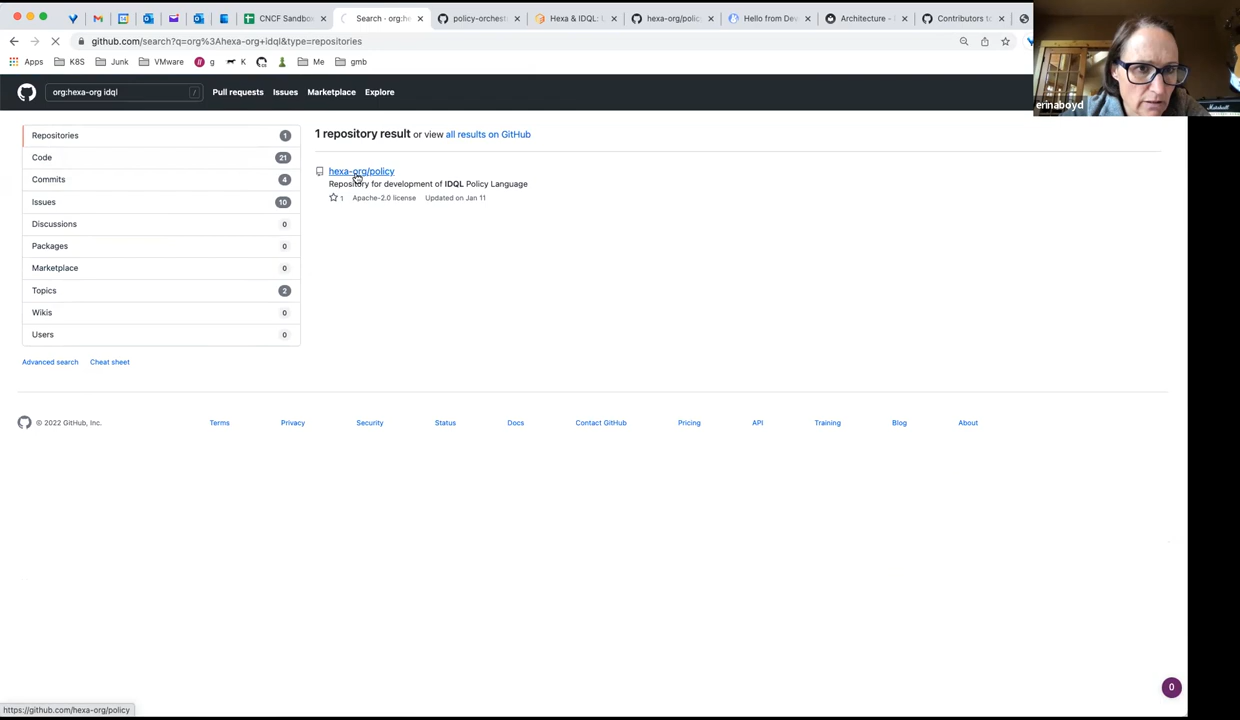 CNCF Sandbox
Search · org:he
policy-orchest
Hexa & IDQL:
hexa-org/polic
Hello from Dev
Architecture –
Contributors to
github.com/search?q=org%3Ahexa-org+idql&type=repositories
Apps
K8S
Junk
VMware
g
K
Me
gmb
org:hexa-org idql
/
Pull requests
Issues
Marketplace
Explore
erinaboyd
Repositories 1
Code 21
Commits 4
Issues 10
Discussions 0
Packages 0
Marketplace 0
Topics 2
Wikis 0
Users 0
Advanced search Cheat sheet
1 repository result or view all results on GitHub
hexa-org/policy
Repository for development of IDQL Policy Language
1 Apache-2.0 license Updated on Jan 11
© 2022 GitHub, Inc.
Terms
Privacy
Security
Status
Docs
Contact GitHub
Pricing
API
Training
Blog
About
0
https://github.com/hexa-org/policy